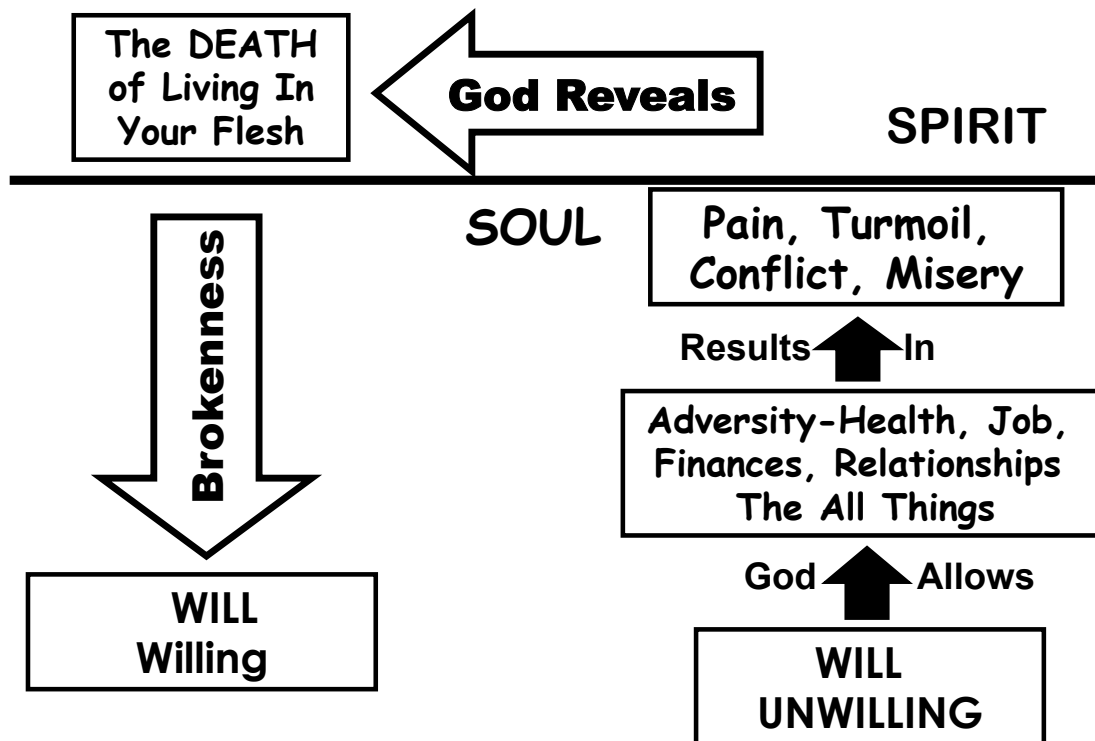 The DEATH
of Living In
Your Flesh
God Reveals
SPIRIT
SOUL
Brokenness
Pain, Turmoil,
Conflict, Misery
Results In
Adversity-Health, Job,
Finances, Relationships
The All Things
God Allows
WILL
Willing
WILL
UNWILLING